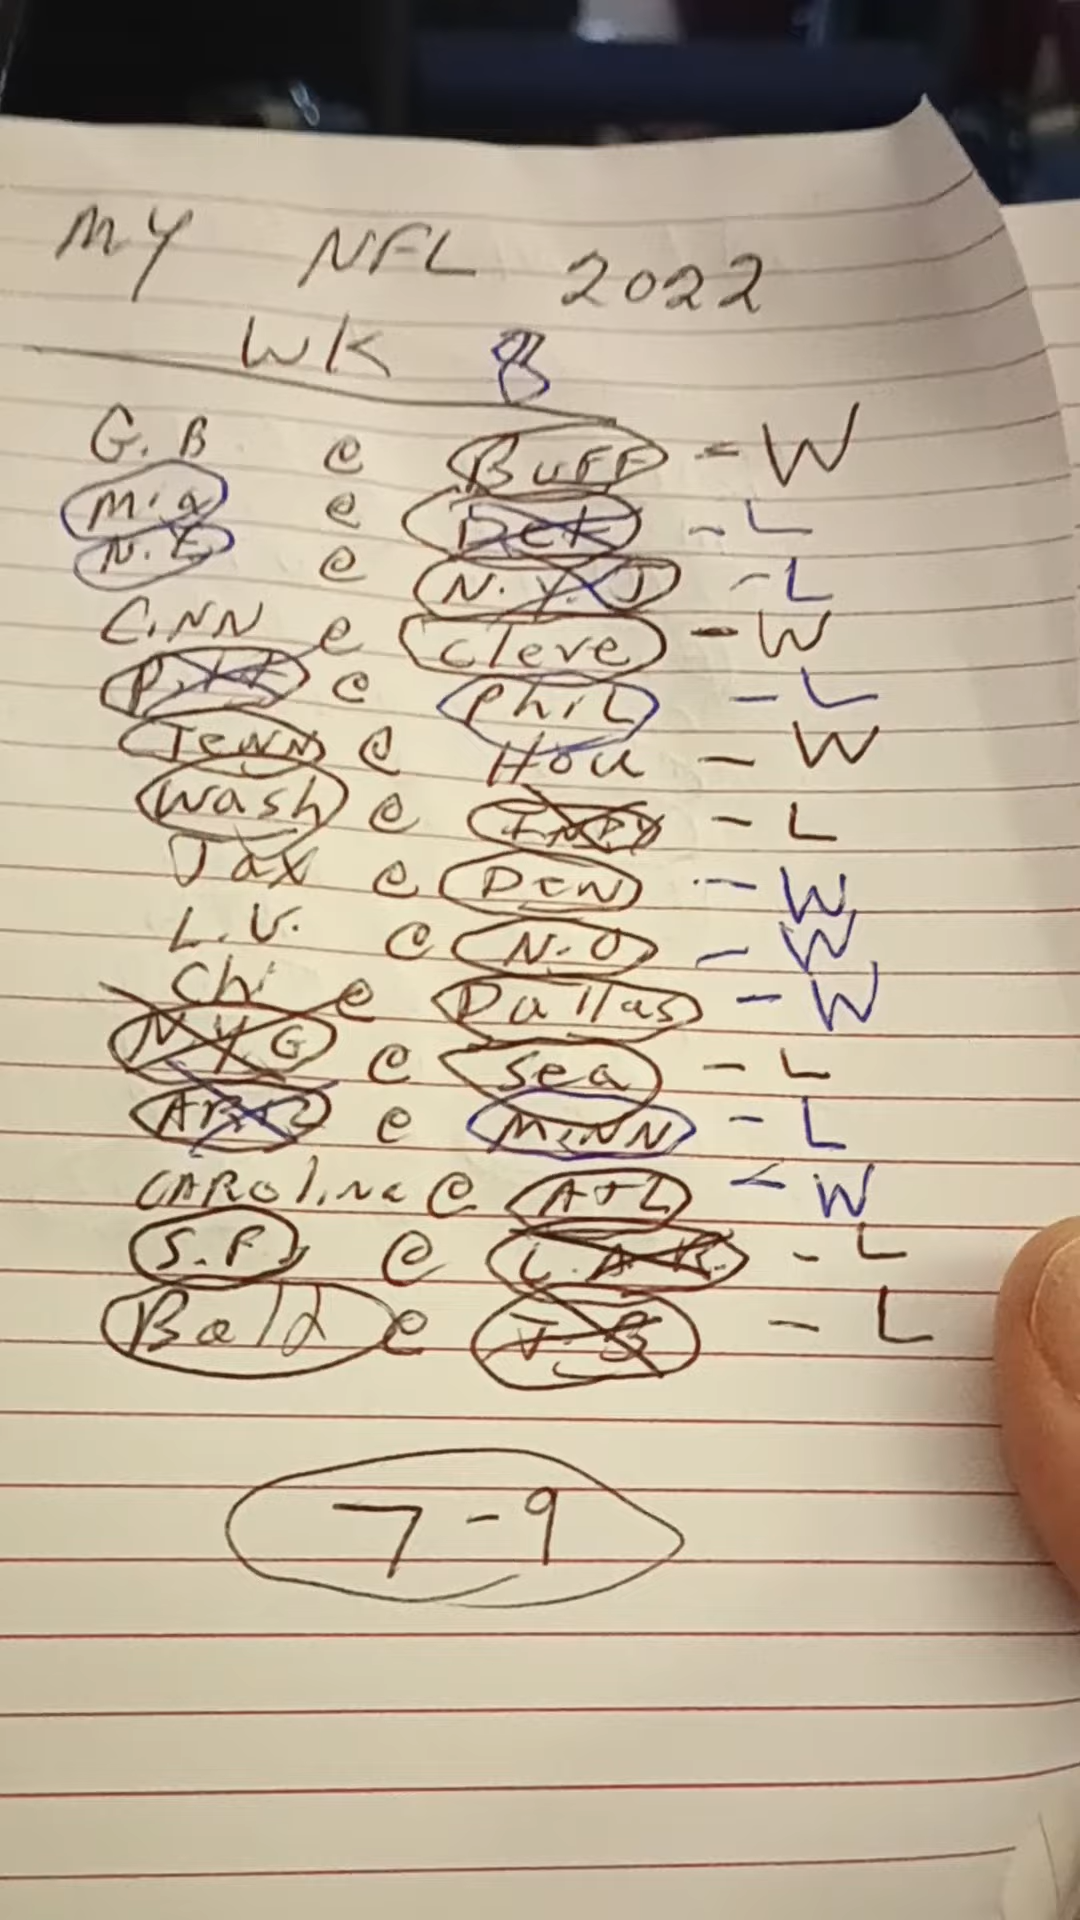 MY NFL 2022
WK 8
G.B @ Buff - W
Mia @ Det - L
N.E @ N.Y.J - L
CiNN @ Cleve - W
Pitt @ Phil - L
TeNN @ Hou - W
Wash @ INDY - L
Jax @ Den - W
L.V. @ N.O. - W
Chi @ Dallas - W
N.Y.G @ Sea - L
ARIZ @ MiNN - L
CAROliNa @ AtL - W
S.F. @ L.A.R. - L
Balt @ T.B - L
7-9